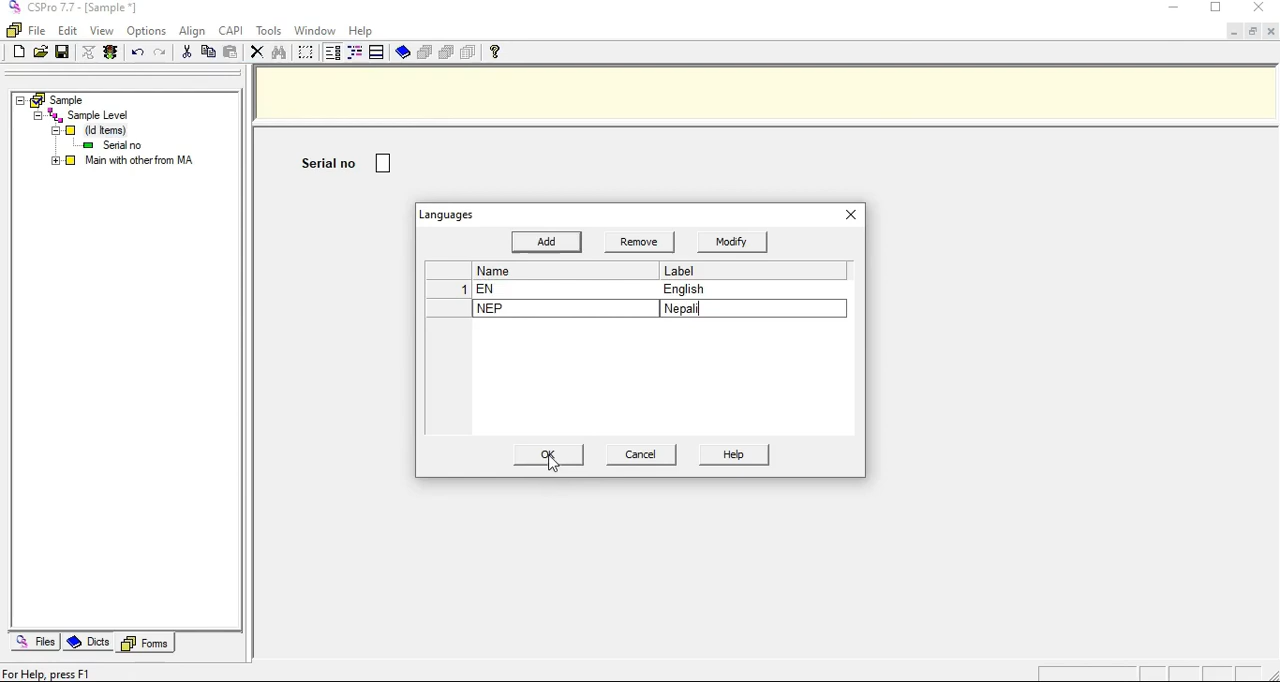 CSPro 7.7 - [Sample *]
File Edit View Options Align CAPI Tools Window Help
Sample
Sample Level
(Id Items)
Serial no
Main with other from MA
Serial no
Languages
Add Remove Modify
Name Label
1 EN English
NEP Nepali
OK Cancel Help
Files Dicts Forms
For Help, press F1